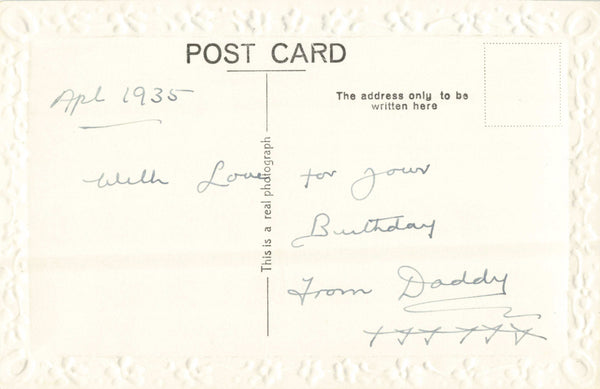 POST CARD
Apl 1935
The address only to be
written here
This is a real photograph
With Love for your
Birthday
From Daddy
XXXXXX